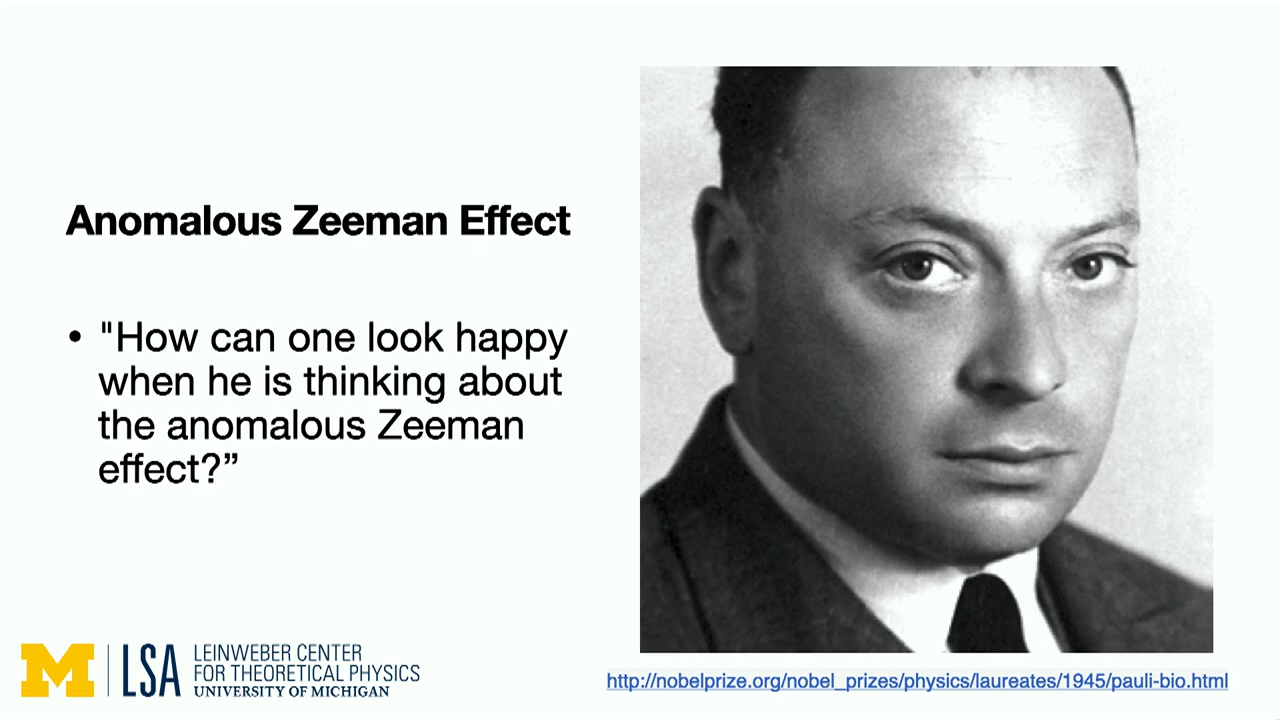 Anomalous Zeeman Effect
• "How can one look happy
when he is thinking about
the anomalous Zeeman
effect?”
M LSA LEINWEBER CENTER
FOR THEORETICAL PHYSICS
UNIVERSITY OF MICHIGAN
http://nobelprize.org/nobel_prizes/physics/laureates/1945/pauli-bio.html